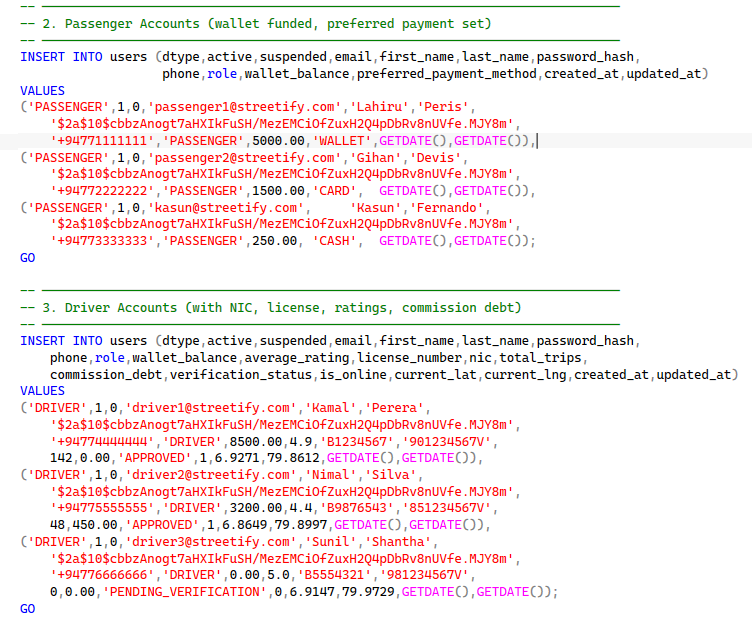 -- ─────────────────────────────────────────────
-- 2. Passenger Accounts (wallet funded, preferred payment set)
-- ─────────────────────────────────────────────
INSERT INTO users (dtype,active,suspended,email,first_name,last_name,password_hash,
                   phone,role,wallet_balance,preferred_payment_method,created_at,updated_at)
VALUES
('PASSENGER',1,0,'passenger1@streetify.com','Lahiru','Peris',
    '$2a$10$cbbzAnogt7aHXIkFuSH/MezEMCiOfZuxH2Q4pDbRv8nUVfe.MJY8m',
    '+94771111111','PASSENGER',5000.00,'WALLET',GETDATE(),GETDATE()),
('PASSENGER',1,0,'passenger2@streetify.com','Gihan','Devis',
    '$2a$10$cbbzAnogt7aHXIkFuSH/MezEMCiOfZuxH2Q4pDbRv8nUVfe.MJY8m',
    '+94772222222','PASSENGER',1500.00,'CARD',  GETDATE(),GETDATE()),
('PASSENGER',1,0,'kasun@streetify.com',     'Kasun','Fernando',
    '$2a$10$cbbzAnogt7aHXIkFuSH/MezEMCiOfZuxH2Q4pDbRv8nUVfe.MJY8m',
    '+94773333333','PASSENGER',250.00, 'CASH',  GETDATE(),GETDATE());
GO
-- ─────────────────────────────────────────────
-- 3. Driver Accounts (with NIC, license, ratings, commission debt)
-- ─────────────────────────────────────────────
INSERT INTO users (dtype,active,suspended,email,first_name,last_name,password_hash,
    phone,role,wallet_balance,average_rating,license_number,nic,total_trips,
    commission_debt,verification_status,is_online,current_lat,current_lng,created_at,updated_at)
VALUES
('DRIVER',1,0,'driver1@streetify.com','Kamal','Perera',
    '$2a$10$cbbzAnogt7aHXIkFuSH/MezEMCiOfZuxH2Q4pDbRv8nUVfe.MJY8m',
    '+94774444444','DRIVER',8500.00,4.9,'B1234567','901234567V',
    142,0.00,'APPROVED',1,6.9271,79.8612,GETDATE(),GETDATE()),
('DRIVER',1,0,'driver2@streetify.com','Nimal','Silva',
    '$2a$10$cbbzAnogt7aHXIkFuSH/MezEMCiOfZuxH2Q4pDbRv8nUVfe.MJY8m',
    '+94775555555','DRIVER',3200.00,4.4,'B9876543','851234567V',
    48,450.00,'APPROVED',1,6.8649,79.8997,GETDATE(),GETDATE()),
('DRIVER',1,0,'driver3@streetify.com','Sunil','Shantha',
    '$2a$10$cbbzAnogt7aHXIkFuSH/MezEMCiOfZuxH2Q4pDbRv8nUVfe.MJY8m',
    '+94776666666','DRIVER',0.00,5.0,'B5554321','981234567V',
    0,0.00,'PENDING_VERIFICATION',0,6.9147,79.9729,GETDATE(),GETDATE());
GO